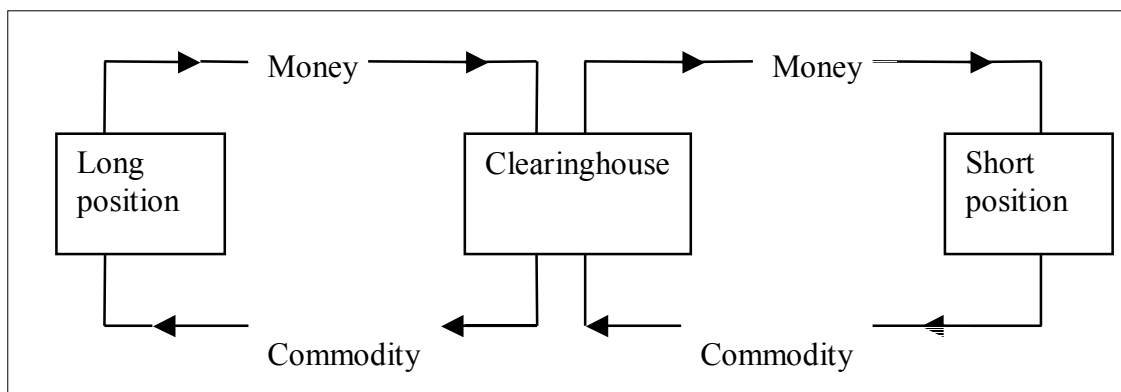 Money
Money
Long
position
Clearinghouse
Short
position
Commodity
Commodity